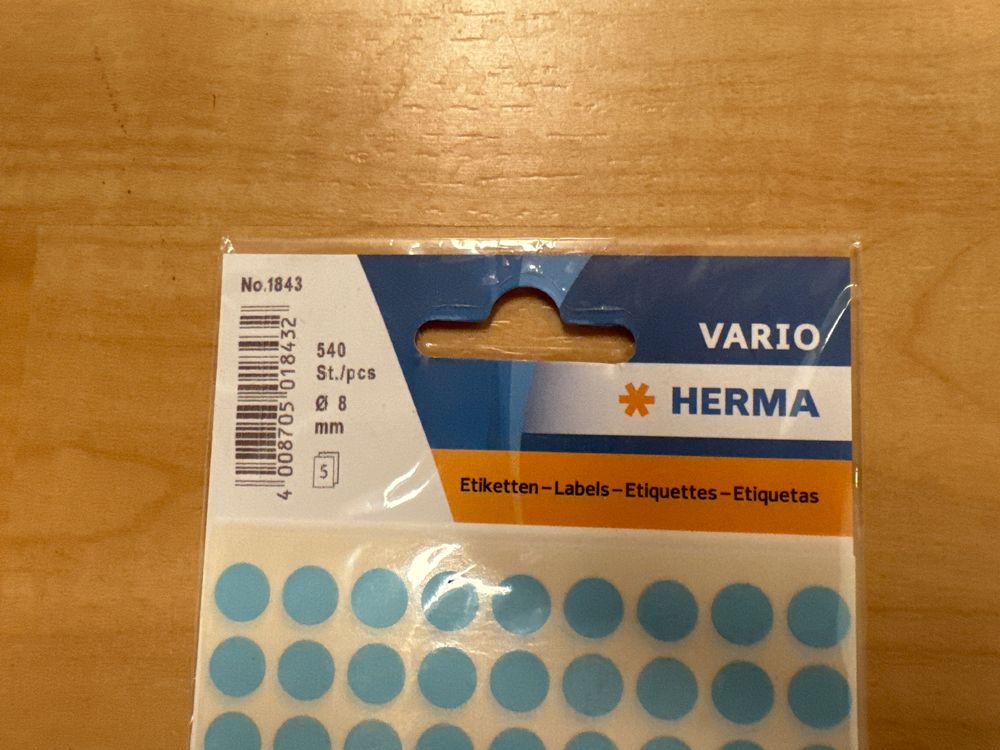 No.1843
4 008705 018432
540
St./pcs
Ø 8
mm
5
VARIO
HERMA
Etiketten – Labels – Etiquettes – Etiquetas